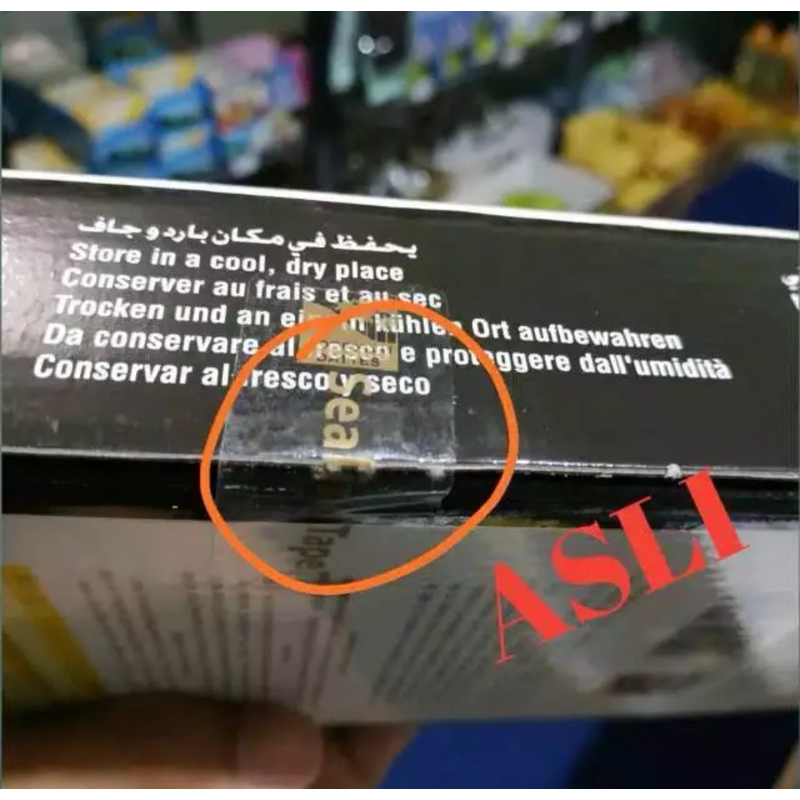 يحفظ في مكان بارد و جاف
Store in a cool, dry place
Conserver au frais et au sec
Trocken und an ein kühlen Ort aufbewahren
Da conservare al fresco e proteggere dall'umidità
Conservar al fresco y seco
Seal
Tape
ASLI